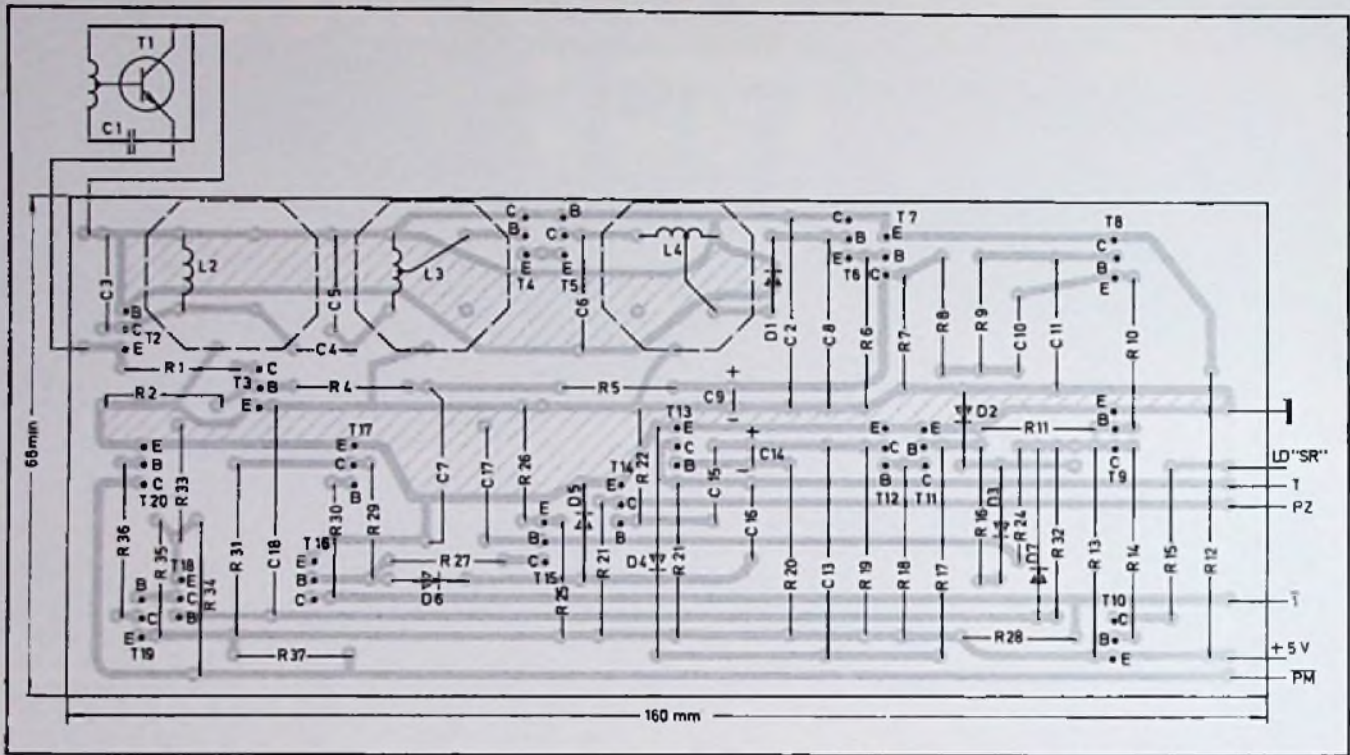 T1
C1
C B T7 T8
C
B C E B C
L2 L3 E E L4 B B
T4 T5 E T6 C E
C3 C5 C6 D1 C2 C8 R6 R7 R8 R9 C10 C11 R10
B
C T2
E
C4
R1 C
T3 B R4 R5 +
R2 E C9
- E
T13 + D2 B
T17 E E E R11 C
E E C C14 C B T9
B C R26 R22 B C15 - B E
C B C7 C17 T14 T12 T11
T20 R33 E D5 R16 D3 R24
R36 R30 R29 C C16
R35 R31 C18 T16 E B R21 D4 R21 R20 C13 R19 R18 R17 D7 R32 R13 R14 R15 R12
E R27 B
T18 E B C T15
B R34 C D6 R25
C C T10
B C
E R28 B
T19 R37 E
LD"SR"
T
PZ
T
+5V
PM
68min
160 mm